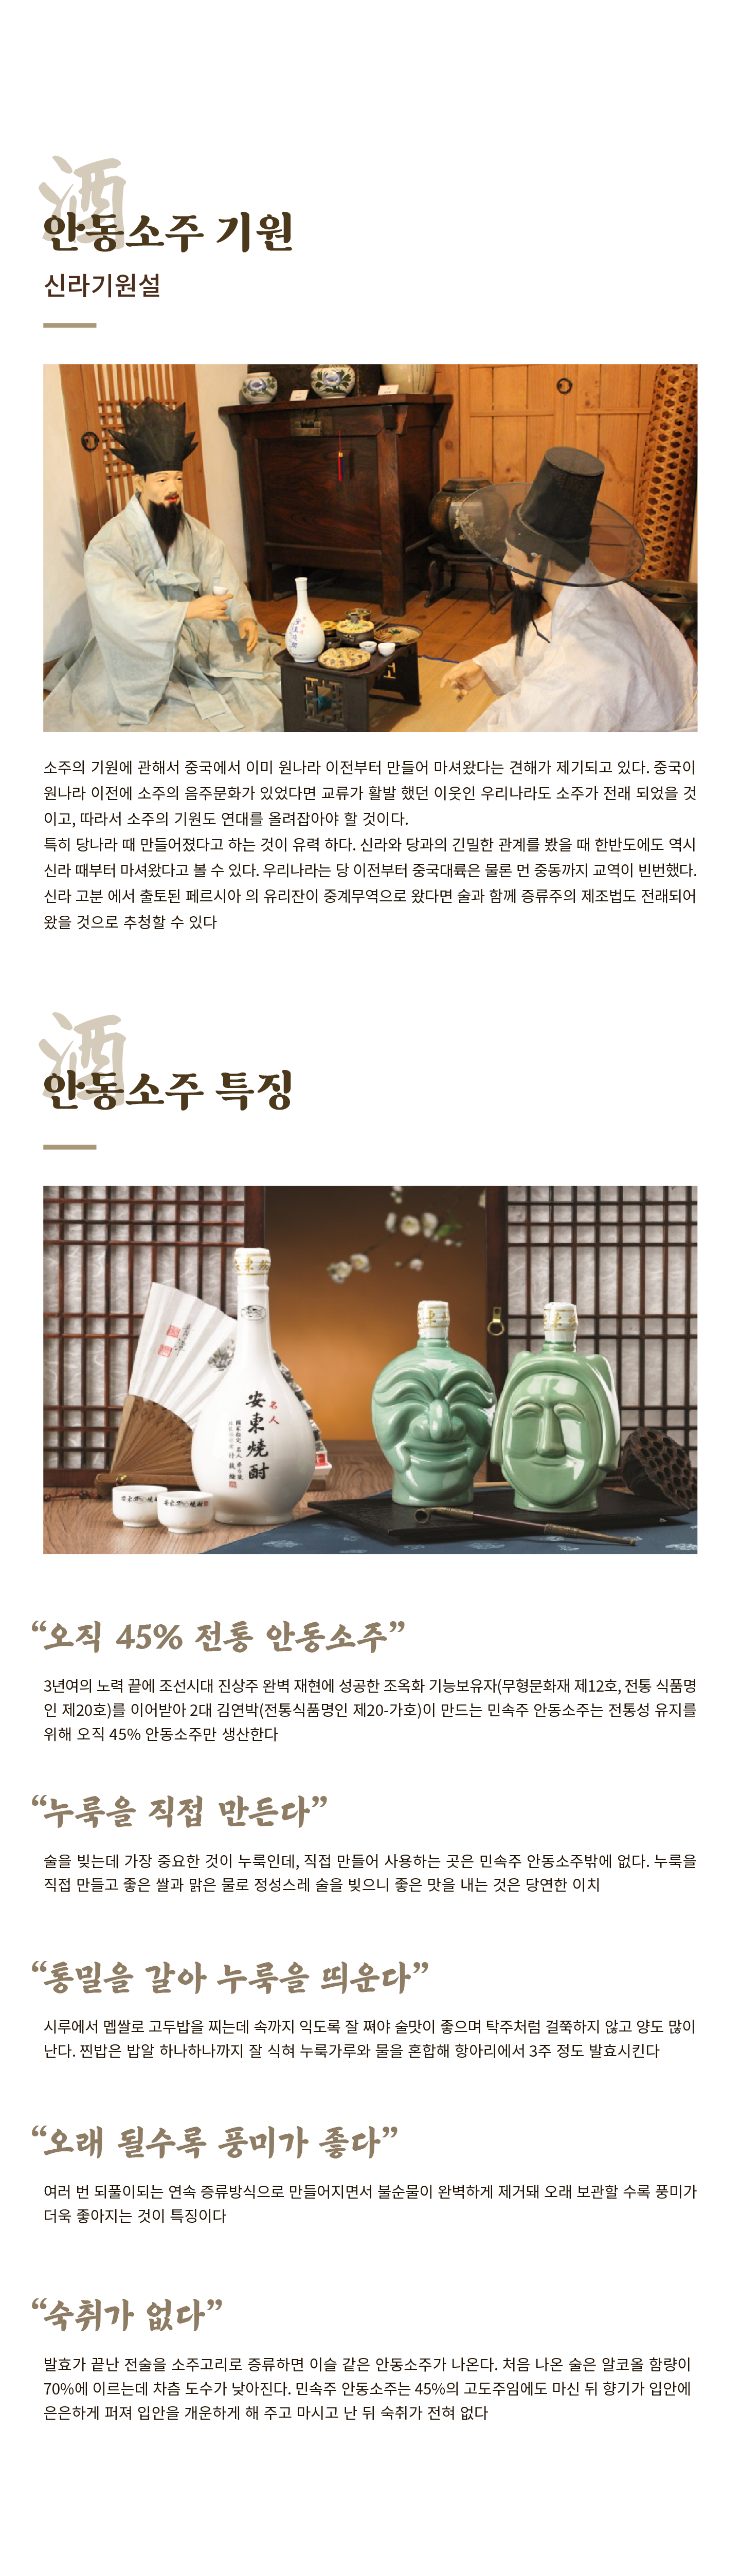 酒
안동소주 기원
신라기원설
安東燒酎
소주의 기원에 관해서 중국에서 이미 원나라 이전부터 만들어 마셔왔다는 견해가 제기되고 있다. 중국이
원나라 이전에 소주의 음주문화가 있었다면 교류가 활발 했던 이웃인 우리나라도 소주가 전래 되었을 것
이고, 따라서 소주의 기원도 연대를 올려잡아야 할 것이다.
특히 당나라 때 만들어졌다고 하는 것이 유력 하다. 신라와 당과의 긴밀한 관계를 봤을 때 한반도에도 역시
신라 때부터 마셔왔다고 볼 수 있다. 우리나라는 당 이전부터 중국대륙은 물론 먼 중동까지 교역이 빈번했다.
신라 고분 에서 출토된 페르시아 의 유리잔이 중계무역으로 왔다면 술과 함께 증류주의 제조법도 전래되어
왔을 것으로 추청할 수 있다
酒
안동소주 특징
名人
安東燒酎
“오직 45% 전통 안동소주”
3년여의 노력 끝에 조선시대 진상주 완벽 재현에 성공한 조옥화 기능보유자(무형문화재 제12호, 전통 식품명
인 제20호)를 이어받아 2대 김연박(전통식품명인 제20-가호)이 만드는 민속주 안동소주는 전통성 유지를
위해 오직 45% 안동소주만 생산한다
“누룩을 직접 만든다”
술을 빚는데 가장 중요한 것이 누룩인데, 직접 만들어 사용하는 곳은 민속주 안동소주밖에 없다. 누룩을
직접 만들고 좋은 쌀과 맑은 물로 정성스레 술을 빚으니 좋은 맛을 내는 것은 당연한 이치
“통밀을 갈아 누룩을 띄운다”
시루에서 멥쌀로 고두밥을 찌는데 속까지 익도록 잘 쪄야 술맛이 좋으며 탁주처럼 걸쭉하지 않고 양도 많이
난다. 찐밥은 밥알 하나하나까지 잘 식혀 누룩가루와 물을 혼합해 항아리에서 3주 정도 발효시킨다
“오래 될수록 풍미가 좋다”
여러 번 되풀이되는 연속 증류방식으로 만들어지면서 불순물이 완벽하게 제거돼 오래 보관할 수록 풍미가
더욱 좋아지는 것이 특징이다
“숙취가 없다”
발효가 끝난 전술을 소주고리로 증류하면 이슬 같은 안동소주가 나온다. 처음 나온 술은 알코올 함량이
70%에 이르는데 차츰 도수가 낮아진다. 민속주 안동소주는 45%의 고도주임에도 마신 뒤 향기가 입안에
은은하게 퍼져 입안을 개운하게 해 주고 마시고 난 뒤 숙취가 전혀 없다